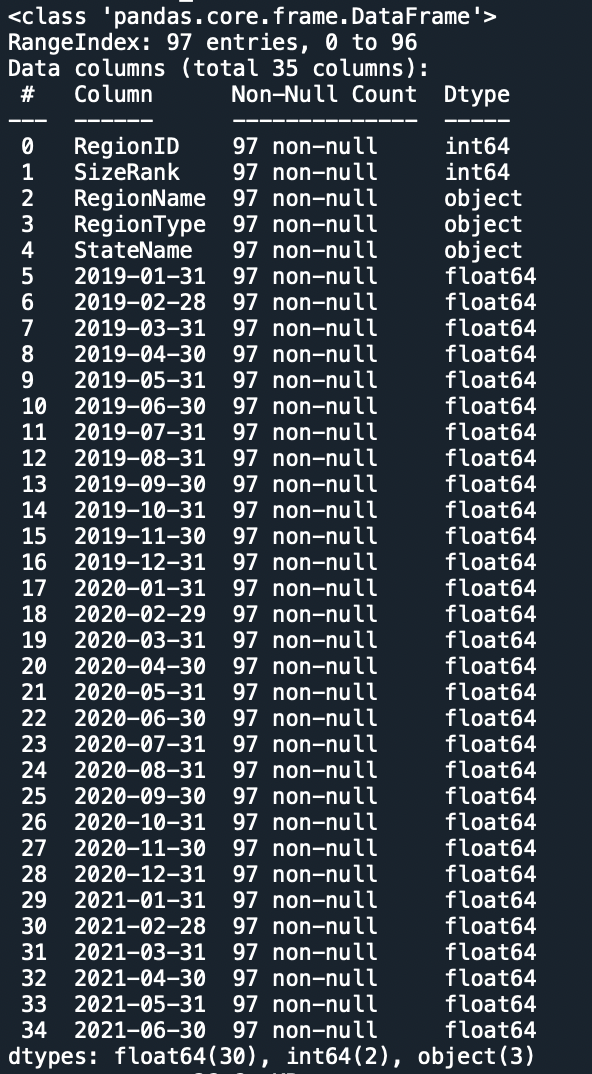 <class 'pandas.core.frame.DataFrame'>
RangeIndex: 97 entries, 0 to 96
Data columns (total 35 columns):
 #   Column      Non-Null Count  Dtype
---  ------      --------------  -----
 0   RegionID    97 non-null     int64
 1   SizeRank    97 non-null     int64
 2   RegionName  97 non-null     object
 3   RegionType  97 non-null     object
 4   StateName   97 non-null     object
 5   2019-01-31  97 non-null     float64
 6   2019-02-28  97 non-null     float64
 7   2019-03-31  97 non-null     float64
 8   2019-04-30  97 non-null     float64
 9   2019-05-31  97 non-null     float64
 10  2019-06-30  97 non-null     float64
 11  2019-07-31  97 non-null     float64
 12  2019-08-31  97 non-null     float64
 13  2019-09-30  97 non-null     float64
 14  2019-10-31  97 non-null     float64
 15  2019-11-30  97 non-null     float64
 16  2019-12-31  97 non-null     float64
 17  2020-01-31  97 non-null     float64
 18  2020-02-29  97 non-null     float64
 19  2020-03-31  97 non-null     float64
 20  2020-04-30  97 non-null     float64
 21  2020-05-31  97 non-null     float64
 22  2020-06-30  97 non-null     float64
 23  2020-07-31  97 non-null     float64
 24  2020-08-31  97 non-null     float64
 25  2020-09-30  97 non-null     float64
 26  2020-10-31  97 non-null     float64
 27  2020-11-30  97 non-null     float64
 28  2020-12-31  97 non-null     float64
 29  2021-01-31  97 non-null     float64
 30  2021-02-28  97 non-null     float64
 31  2021-03-31  97 non-null     float64
 32  2021-04-30  97 non-null     float64
 33  2021-05-31  97 non-null     float64
 34  2021-06-30  97 non-null     float64
dtypes: float64(30), int64(2), object(3)